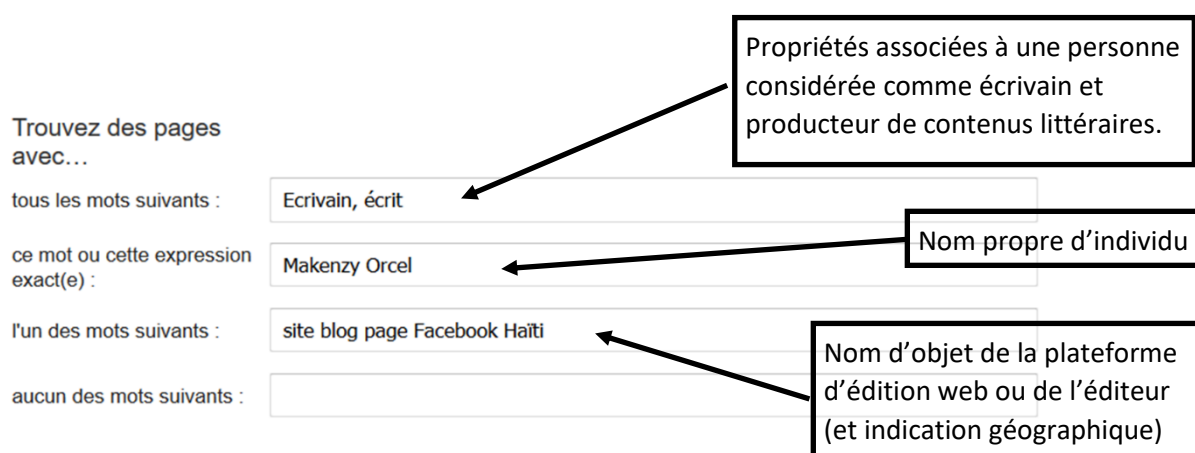 Propriétés associées à une personne
considérée comme écrivain et
producteur de contenus littéraires.
Trouvez des pages
avec…
tous les mots suivants :
Ecrivain, écrit
Nom propre d’individu
ce mot ou cette expression
exact(e) :
Makenzy Orcel
l'un des mots suivants :
site blog page Facebook Haïti
Nom d’objet de la plateforme
d’édition web ou de l’éditeur
(et indication géographique)
aucun des mots suivants :